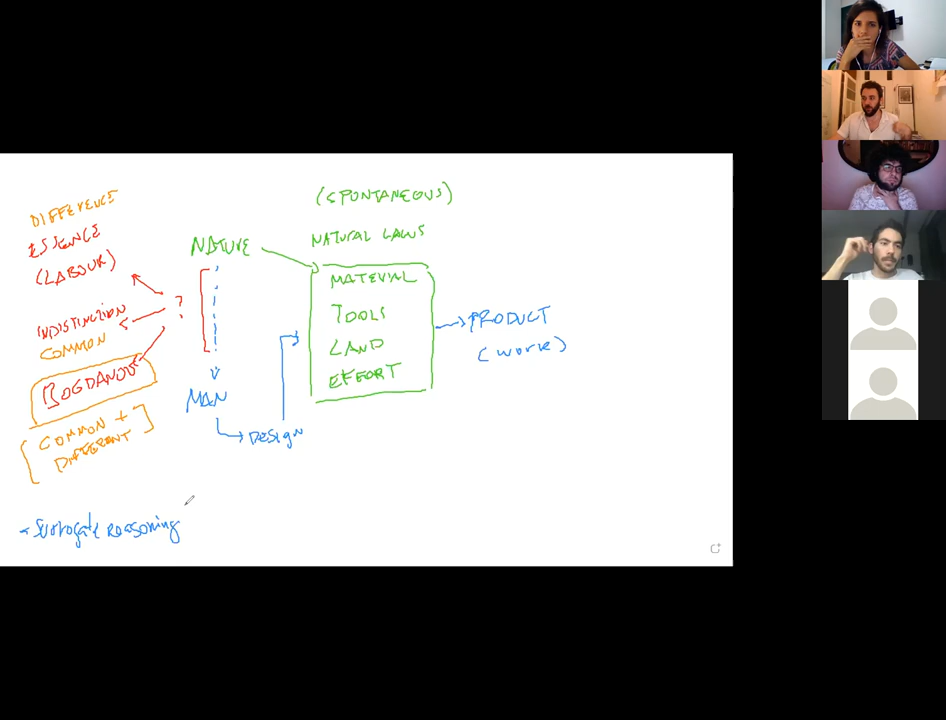 DIFFERENCE
ESSENCE
(LABOUR)
INDISTINZION
COMMON
BOGDANOV
COMMON +
DIFFERENT
- Surrogate reasoning
NATURE
?
MAN
DESIGN
(SPONTANEOUS)
NATURAL LAWS
MATERIAL
TOOLS
LAND
EFFORT
PRODUCT
(WORK)